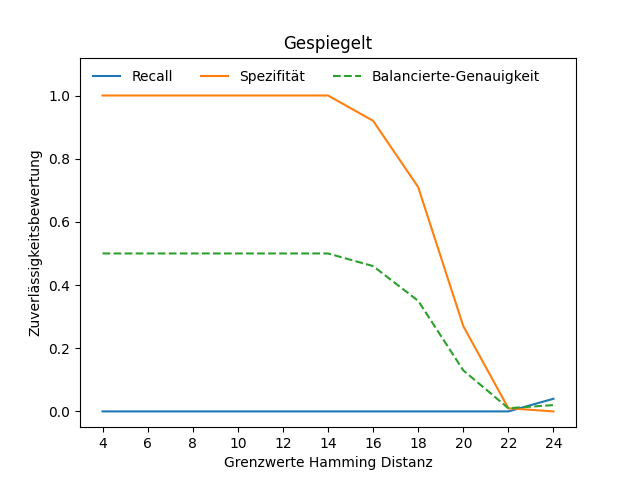 Gespiegelt
Recall Spezifität Balancierte-Genauigkeit
1.0
0.8
0.6
0.4
0.2
0.0
Zuverlässigkeitsbewertung
4 6 8 10 12 14 16 18 20 22 24
Grenzwerte Hamming Distanz